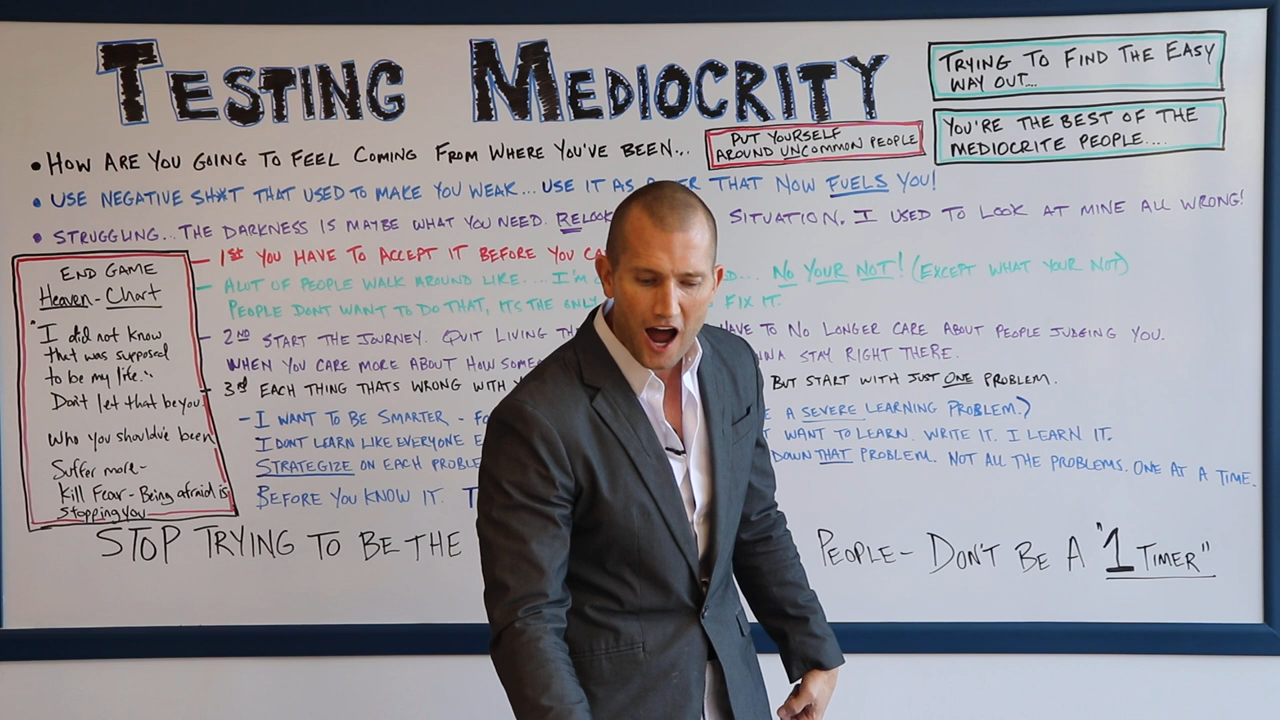 TESTING MEDIOCRITY
TRYING TO FIND THE EASY
WAY OUT...
YOU'RE THE BEST OF THE
MEDIOCRITE PEOPLE....
PUT YOURSELF
AROUND UNCOMMON PEOPLE
• HOW ARE YOU GOING TO FEEL COMING FROM WHERE YOU'VE BEEN...
• USE NEGATIVE SH*T THAT USED TO MAKE YOU WEAK... USE IT AS THAT NOW FUELS YOU!
• STRUGGLING... THE DARKNESS IS MAYBE WHAT YOU NEED. RELOOK SITUATION. I USED TO LOOK AT MINE ALL WRONG!
- 1ST YOU HAVE TO ACCEPT IT BEFORE YOU
- ALOT OF PEOPLE WALK AROUND LIKE.... I'M ... NO YOUR NOT! (EXCEPT WHAT YOUR NOT)
PEOPLE DONT WANT TO DO THAT, ITS THE ONLY FIX IT.
- 2ND START THE JOURNEY. QUIT LIVING TO NO LONGER CARE ABOUT PEOPLE JUDGING YOU.
WHEN YOU CARE MORE ABOUT HOW STAY RIGHT THERE.
- 3rd EACH THING THATS WRONG WITH BUT START WITH JUST ONE PROBLEM.
- I WANT TO BE SMARTER - A SEVERE LEARNING PROBLEM.)
I DONT LEARN LIKE EVERYONE WANT TO LEARN. WRITE IT. I LEARN IT.
STRATEGIZE ON EACH DOWN THAT PROBLEM. NOT ALL THE PROBLEMS. ONE AT A TIME.
BEFORE YOU KNOW IT.
END GAME
Heaven - Chart
"I did not know
that was supposed
to be my life."
Don't let that be you!
Who you should've been
Suffer more-
Kill Fear - Being afraid is
stopping you
STOP TRYING TO BE THE PEOPLE - DON'T BE A "1 TIMER"